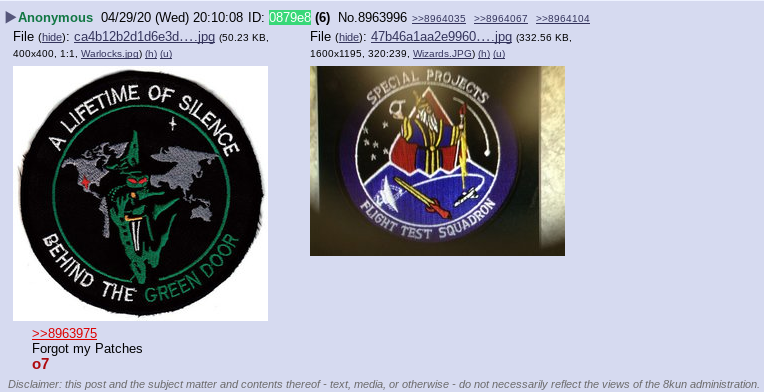 ▶Anonymous 04/29/20 (Wed) 20:10:08 ID: 0879e8 (6) No.8963996 >>8964035 >>8964067 >>8964104
File (hide): ca4b12b2d1d6e3d….jpg (50.23 KB, 400x400, 1:1, Warlocks.jpg) (h) (u)
A LIFETIME OF SILENCE
BEHIND THE GREEN DOOR
File (hide): 47b46a1aa2e9960….jpg (332.56 KB, 1600x1195, 320:239, Wizards.JPG) (h) (u)
SPECIAL PROJECTS
FLIGHT TEST SQUADRON
>>8963975
Forgot my Patches
o7
Disclaimer: this post and the subject matter and contents thereof - text, media, or otherwise - do not necessarily reflect the views of the 8kun administration.